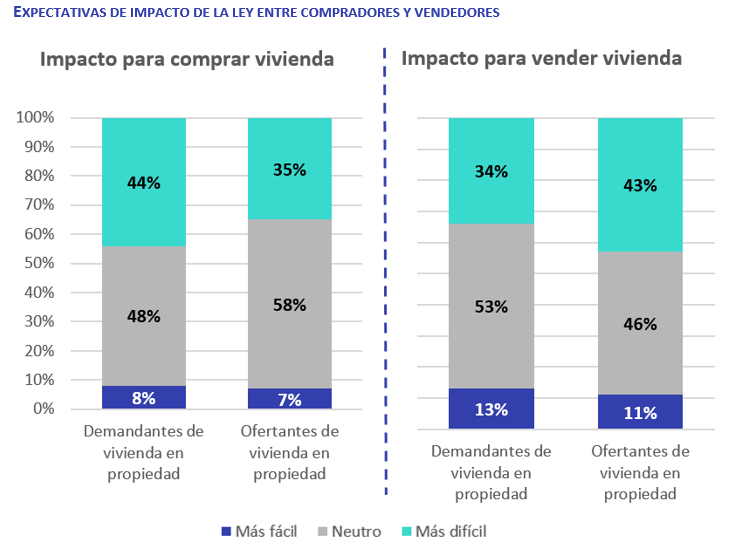 EXPECTATIVAS DE IMPACTO DE LA LEY ENTRE COMPRADORES Y VENDEDORES
Impacto para comprar vivienda
Impacto para vender vivienda
100%
90%
80%
70%
60%
50%
40%
30%
20%
10%
0%
44%
35%
48%
58%
8%
7%
34%
43%
53%
46%
13%
11%
Demandantes de
vivienda en
propiedad
Ofertantes de
vivienda en
propiedad
Demandantes de
vivienda en
propiedad
Ofertantes de
vivienda en
propiedad
Más fácil
Neutro
Más difícil